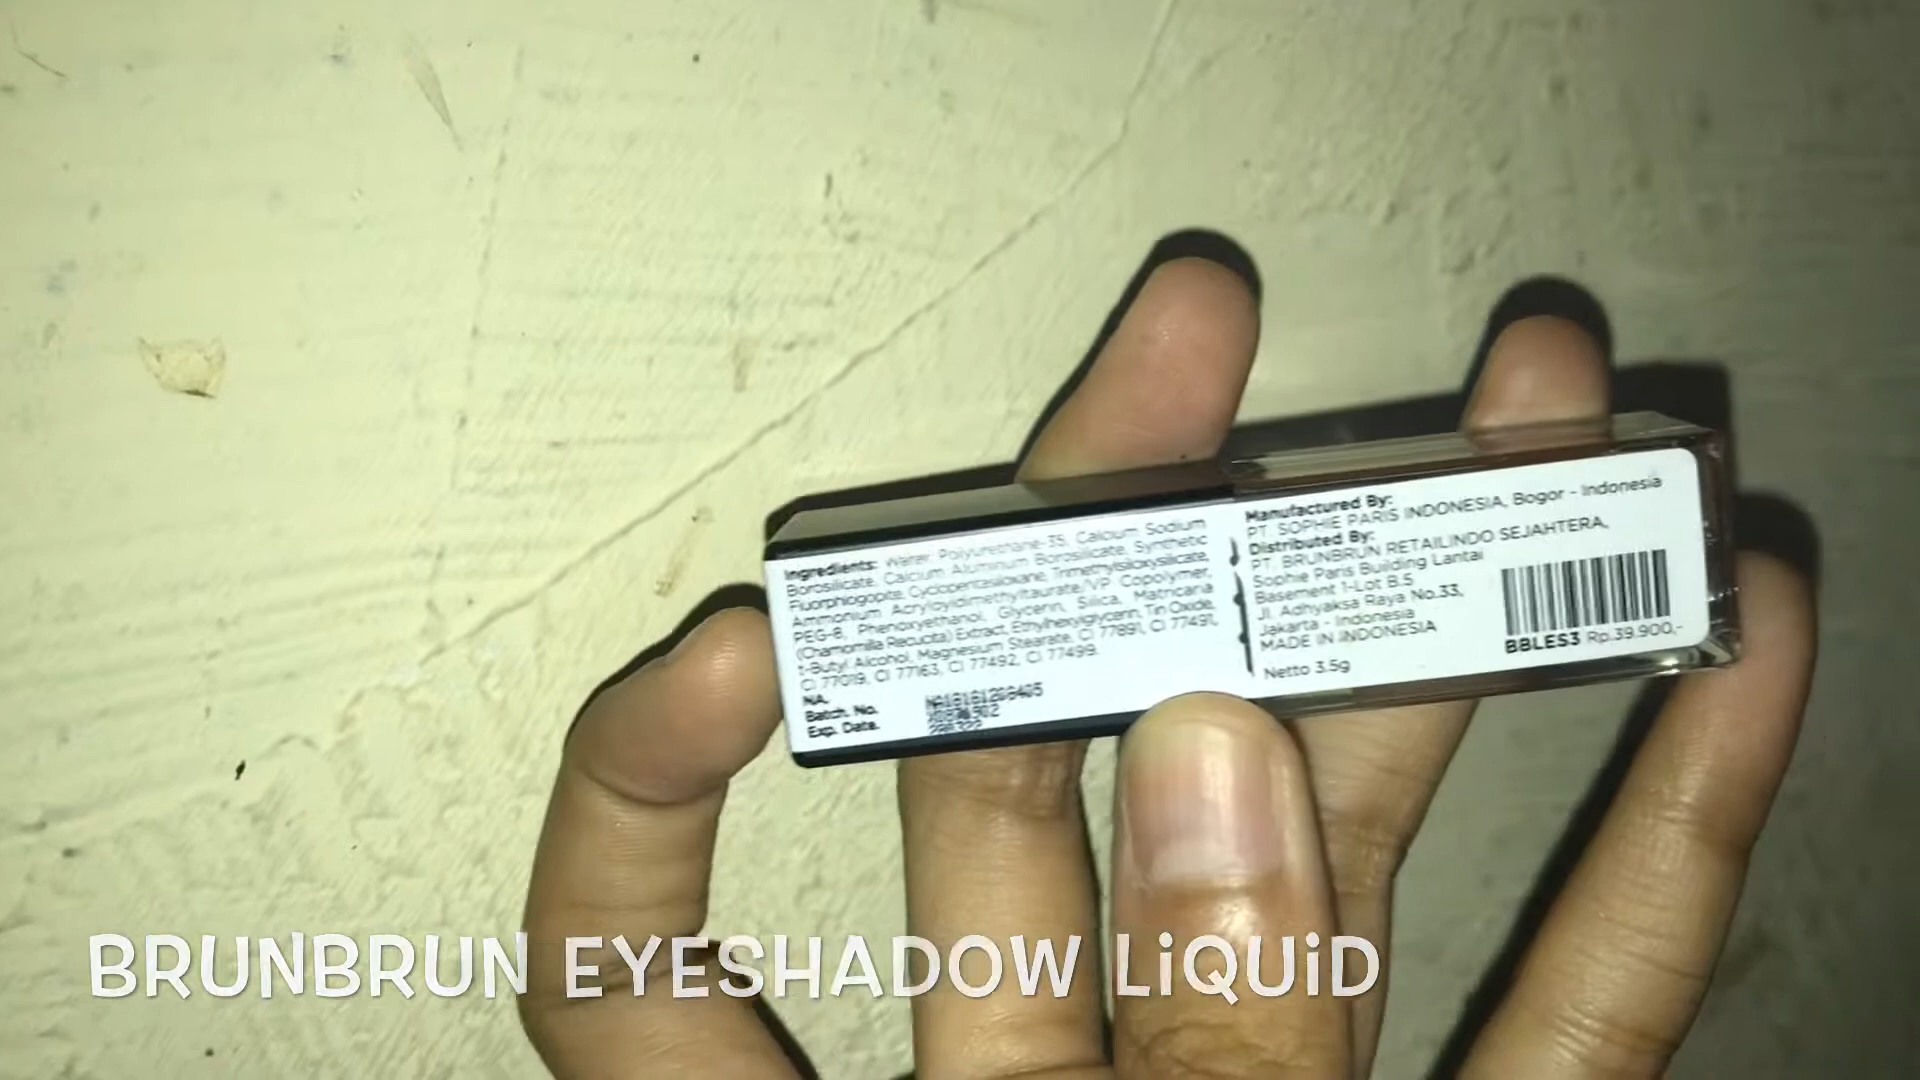 Ingredients: Water, Polyurethane-35, Calcium Sodium
Borosilicate, Calcium Aluminum Borosilicate, Synthetic
Fluorphlogopite, Cyclopentasiloxane, Trimethylsiloxysilicate,
Ammonium Acryloyldimethyltaurate/VP Copolymer,
PEG-8, Phenoxyethanol, Glycerin, Silica, Matricaria
(Chamomilla Recucita) Extract, Ethylhexylglycerin, Tin Oxide,
t-Butyl Alcohol, Magnesium Stearate, CI 77891, CI 77491,
CI 77019, CI 77163, CI 77492, CI 77499.
NA.
Batch. No.
Exp. Date.
Manufactured By:
PT. SOPHIE PARIS INDONESIA, Bogor - Indonesia
Distributed By:
PT. BRUNBRUN RETAILINDO SEJAHTERA,
Sophie Paris Building Lantai
Basement 1-Lot B.5
Jl. Adhyaksa Raya No.33,
Jakarta - Indonesia
MADE IN INDONESIA
Netto 3.5g
BBLES3 Rp.39.900,-
BRUNBRUN EYESHADOW LiQUiD